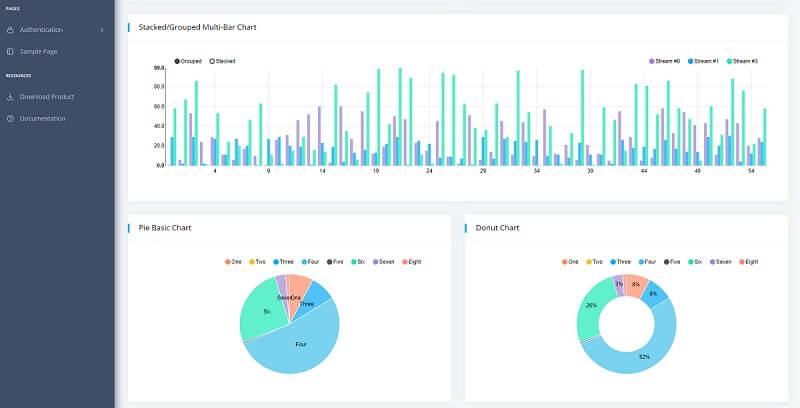 PAGES
Authentication
Sample Page
RESOURCES
Download Product
Documentation
Stacked/Grouped Multi-Bar Chart
Grouped Stacked Stream #0 Stream #1 Stream #3
99.0
80.0
60.0
40.0
20.0
0.0
4 9 14 19 24 29 34 39 44 49 54
Pie Basic Chart
One Two Three Four Five Six Seven Eight
Seven One
Three
Six
Four
Donut Chart
One Two Three Four Five Six Seven Eight
3% 8%
9%
26%
52%